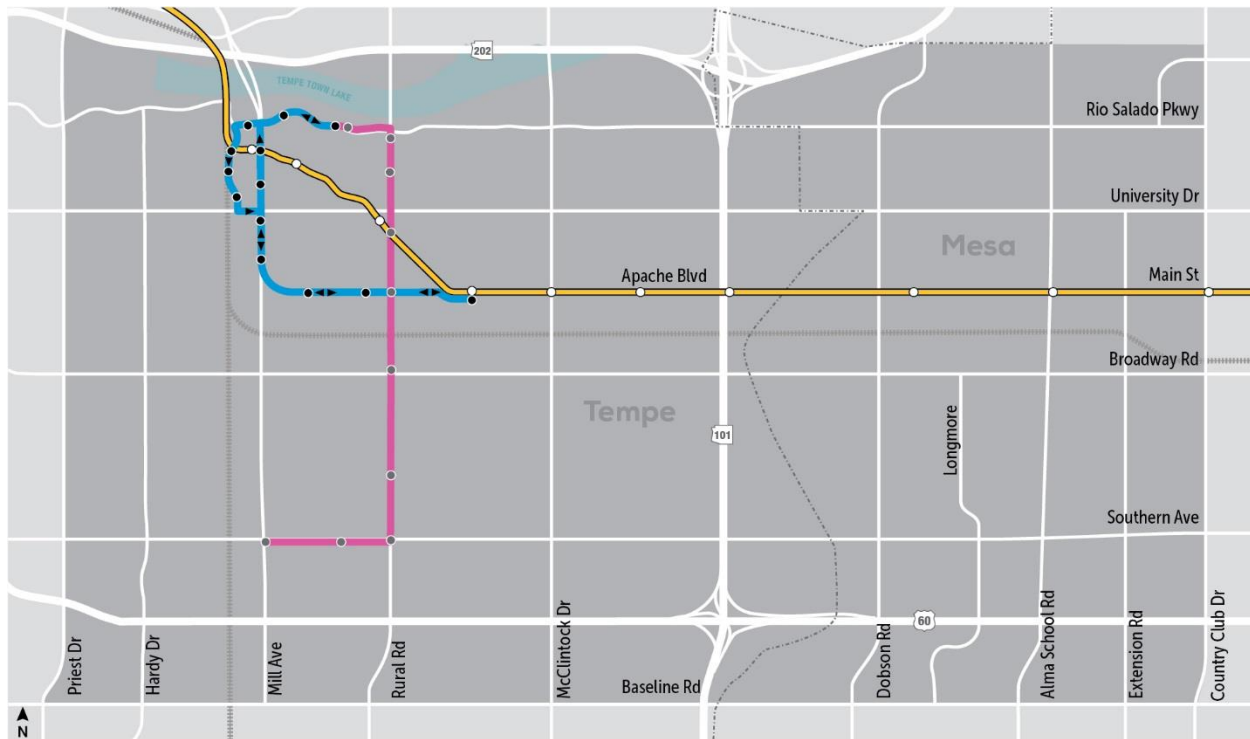 202
TEMPE TOWN LAKE
Rio Salado Pkwy
University Dr
Mesa
Apache Blvd
Main St
Broadway Rd
Tempe
101
Longmore
Southern Ave
60
Priest Dr
Hardy Dr
Mill Ave
Rural Rd
McClintock Dr
Baseline Rd
Dobson Rd
Alma School Rd
Extension Rd
Country Club Dr
N